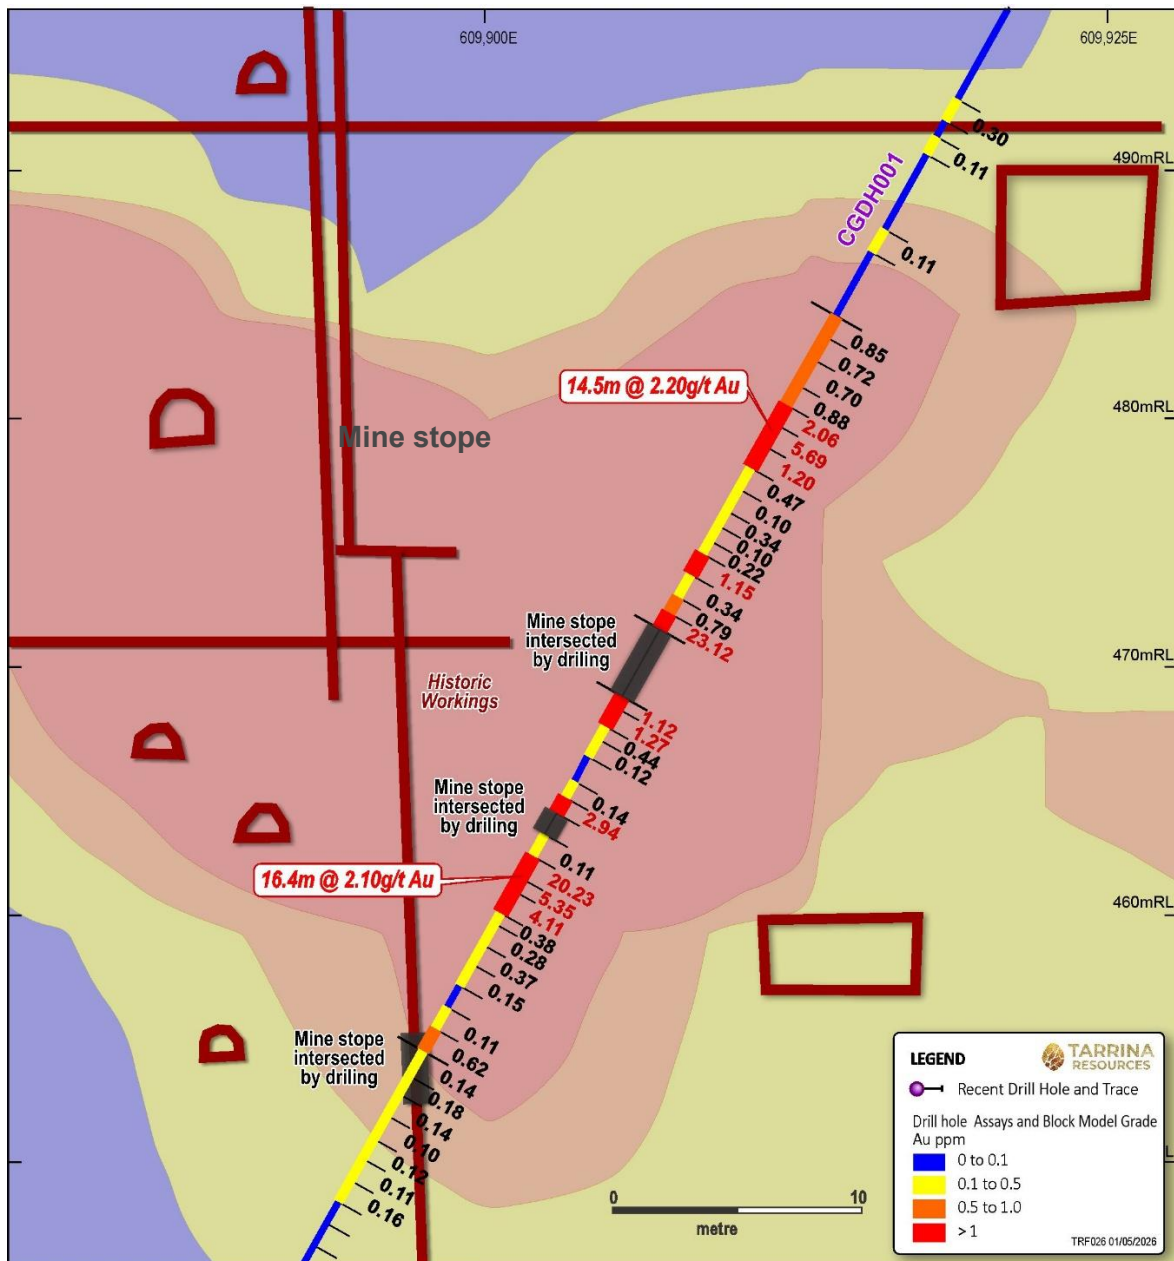 609,900E
609,925E
0.30
0.11
490mRL
CGDH001
0.11
0.85
0.72
14.5m @ 2.20g/t Au
0.70
0.88
480mRL
2.06
Mine stope
5.69
1.20
0.47
0.10
0.34
0.10
0.22
1.15
0.34
0.79
23.12
Mine stope
intersected
by driling
470mRL
Historic
Workings
1.12
1.27
0.44
0.12
Mine stope
intersected
by driling
0.14
2.94
0.11
16.4m @ 2.10g/t Au
20.23
5.35
4.11
460mRL
0.38
0.28
0.37
0.15
0.11
Mine stope
intersected
by driling
0.62
0.14
0.18
0.14
0.10
0.12
0.11
0.16
0
10
metre
LEGEND
TARRINA
RESOURCES
Recent Drill Hole and Trace
Drill hole Assays and Block Model Grade
Au ppm
0 to 0.1
0.1 to 0.5
0.5 to 1.0
>1
TRF026 01/05/2026